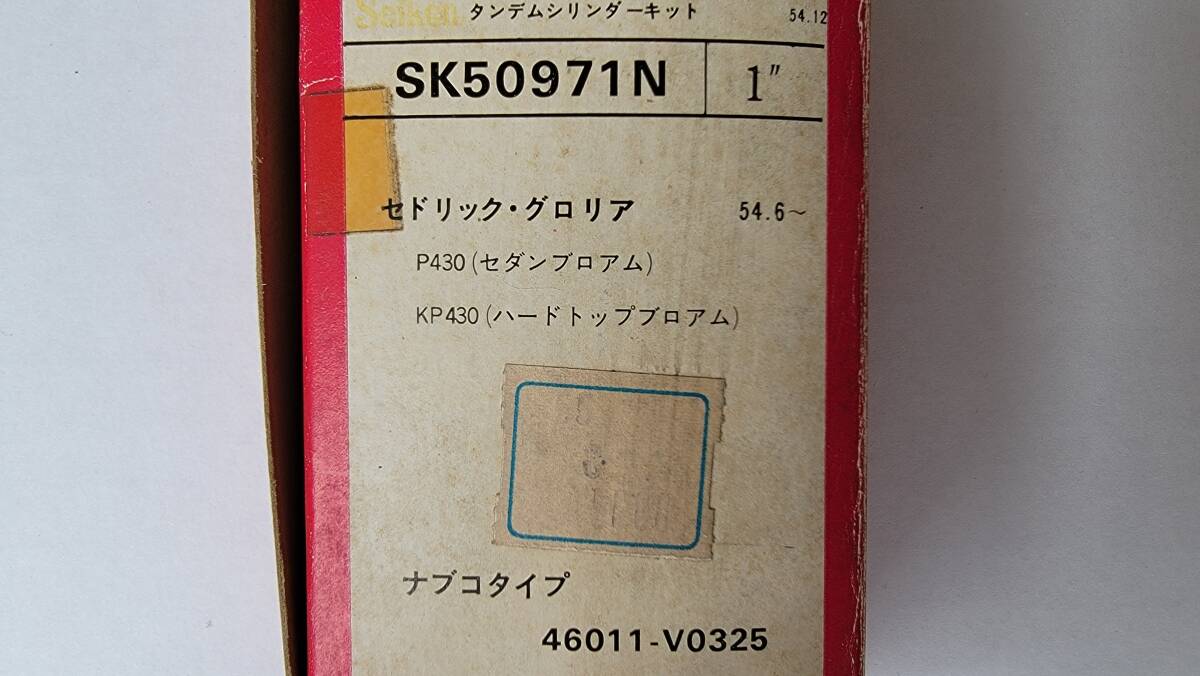 Seiken タンデムシリンダーキット 54.12
SK50971N 1″
セドリック・グロリア 54.6～
P430(セダンブロアム)
KP430(ハードトップブロアム)
ナブコタイプ
46011-V0325